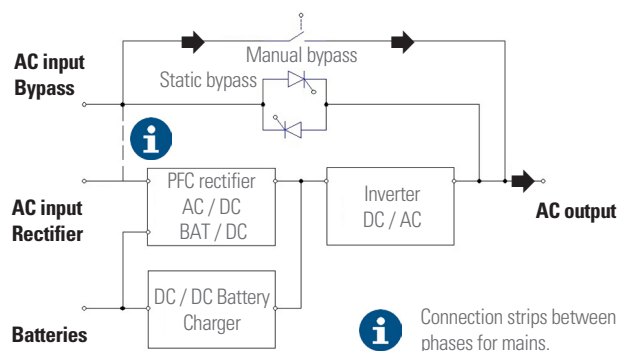 Manual bypass
AC input
Bypass
Static bypass
i
PFC rectifier
AC / DC
BAT / DC
Inverter
DC / AC
AC input
Rectifier
AC output
DC / DC Battery
Charger
Batteries
i
Connection strips between
phases for mains.